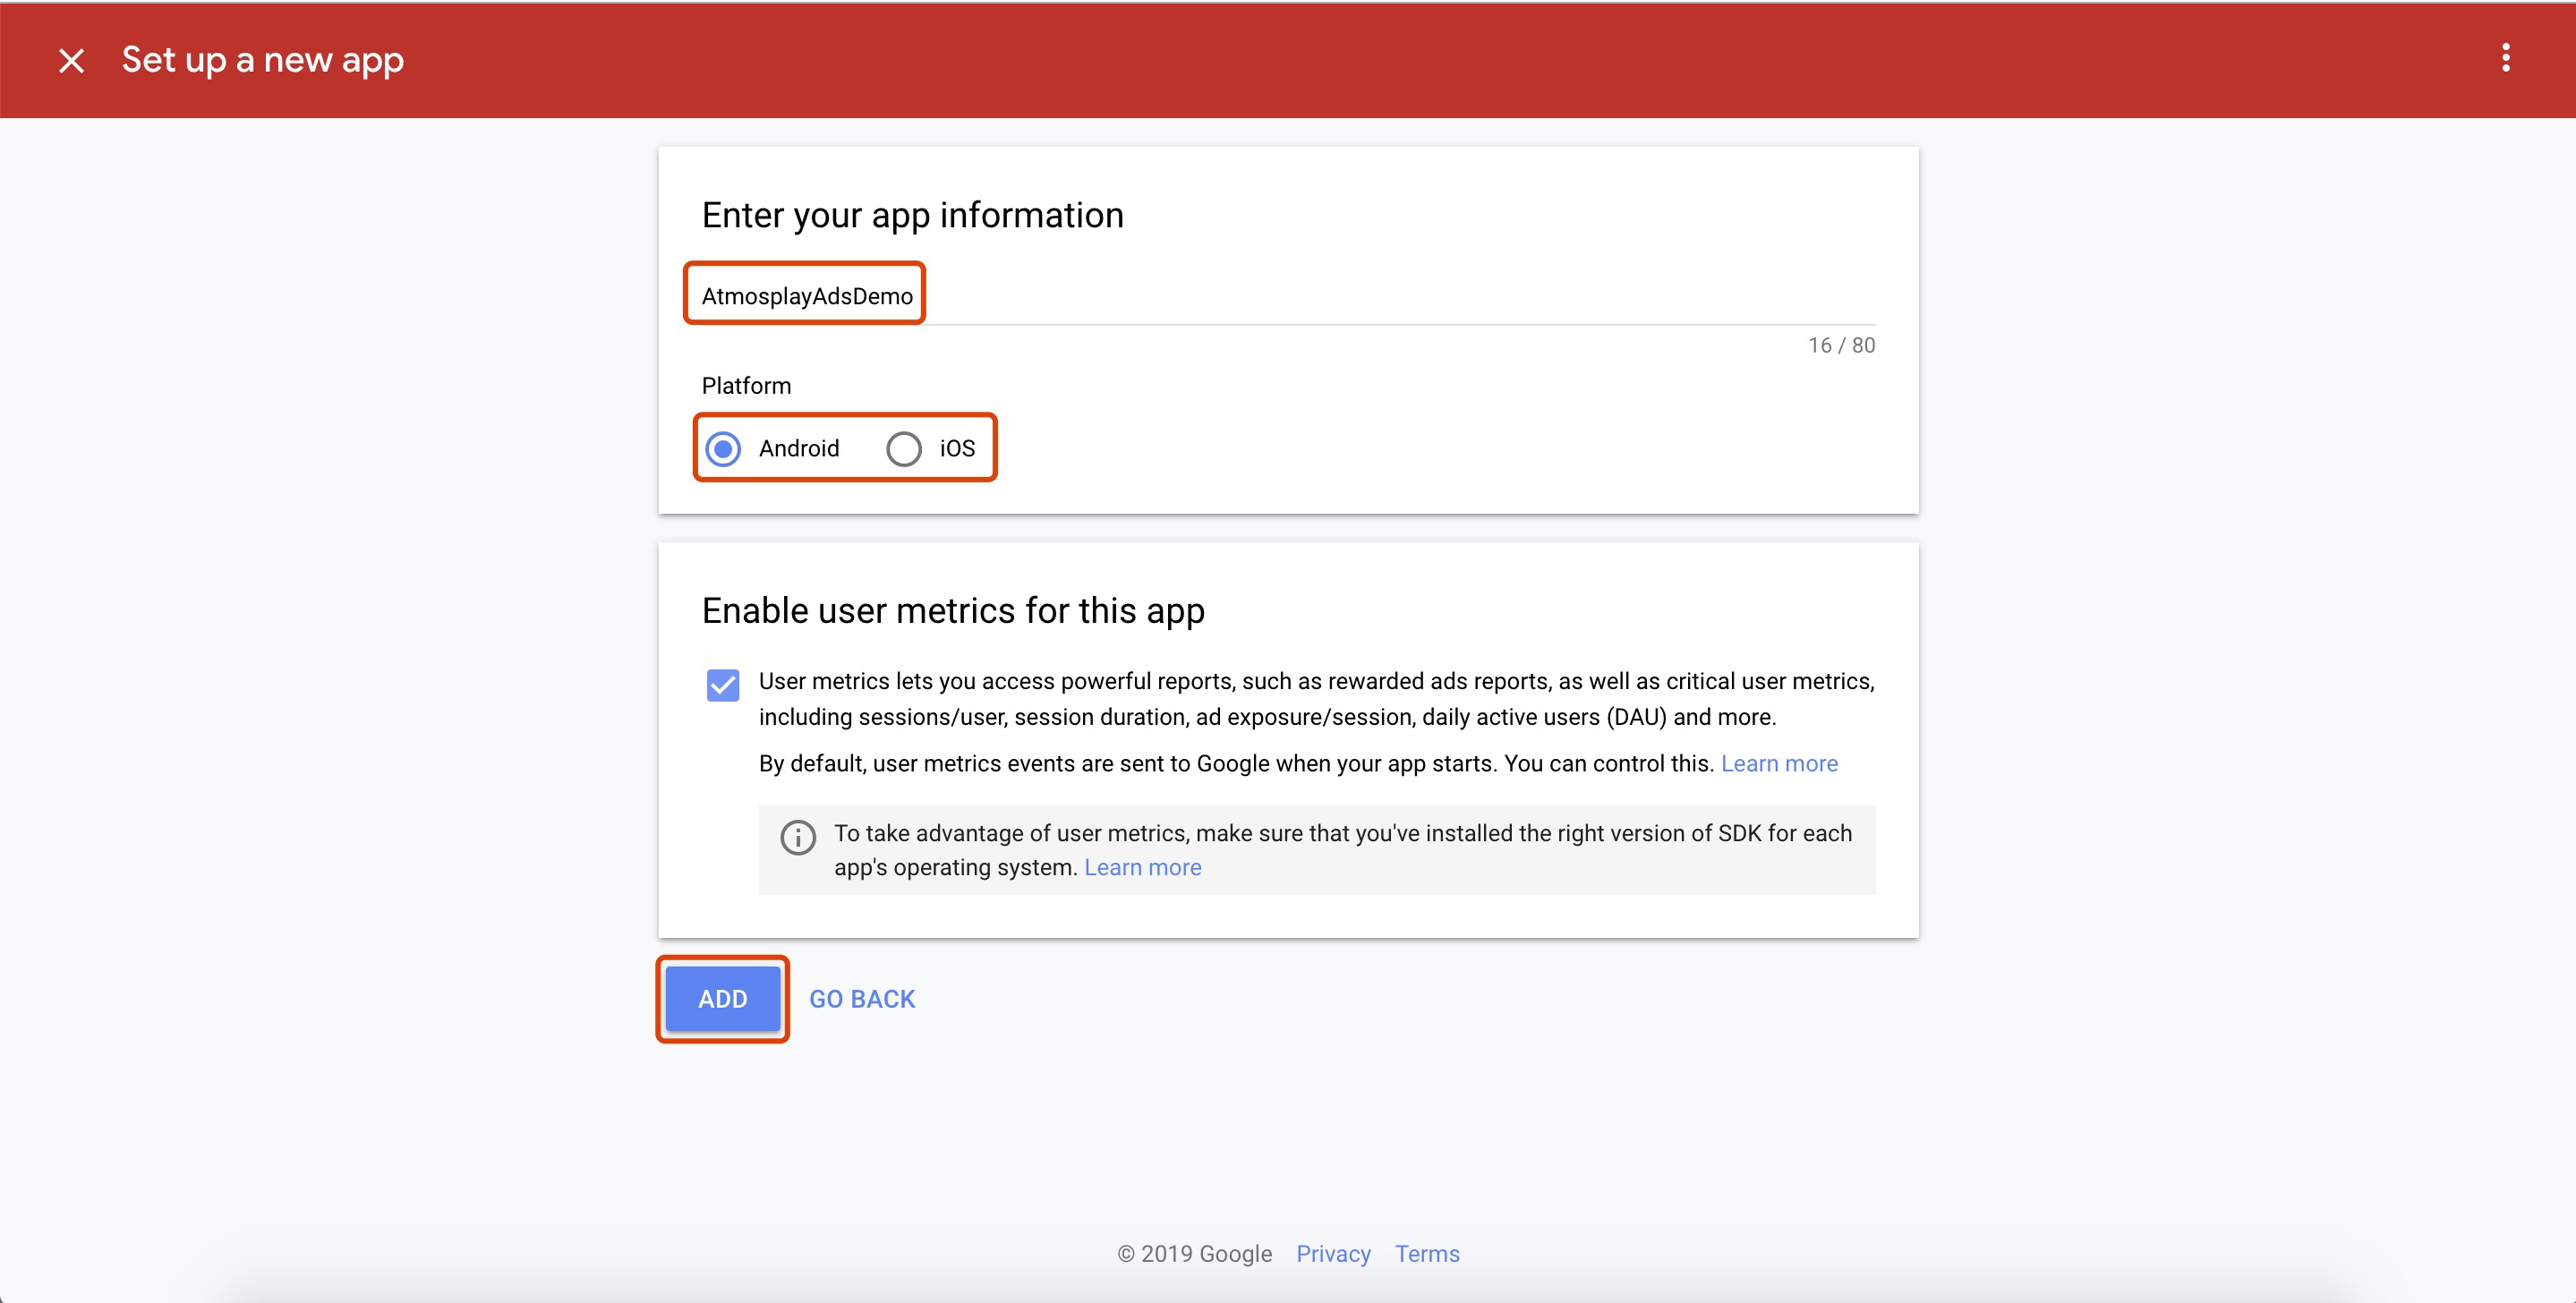 Set up a new app
Enter your app information
AtmosplayAdsDemo
16 / 80
Platform
Android iOS
Enable user metrics for this app
User metrics lets you access powerful reports, such as rewarded ads reports, as well as critical user metrics,
including sessions/user, session duration, ad exposure/session, daily active users (DAU) and more.
By default, user metrics events are sent to Google when your app starts. You can control this. Learn more
To take advantage of user metrics, make sure that you've installed the right version of SDK for each
app's operating system. Learn more
ADD GO BACK
© 2019 Google Privacy Terms